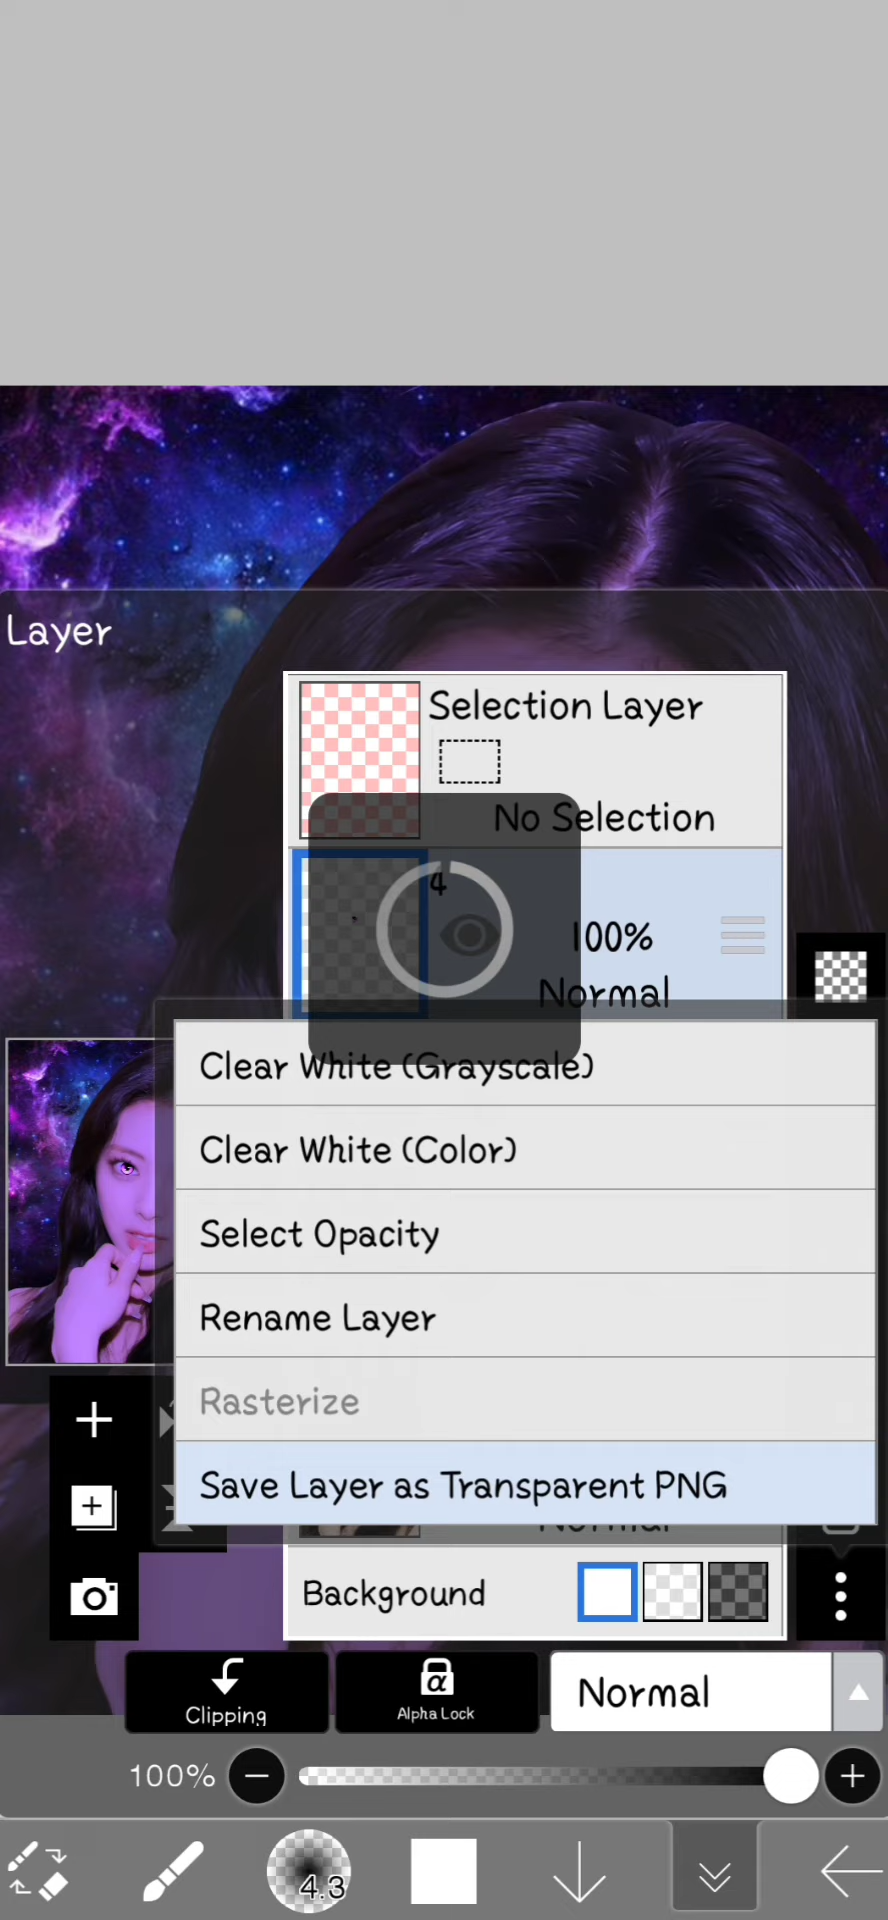 Layer
Selection Layer
No Selection
4
100%
Normal
Clear White (Grayscale)
Clear White (Color)
Select Opacity
Rename Layer
Rasterize
Save Layer as Transparent PNG
Normal
Background
Clipping
α
Alpha Lock
Normal
100%
4.3